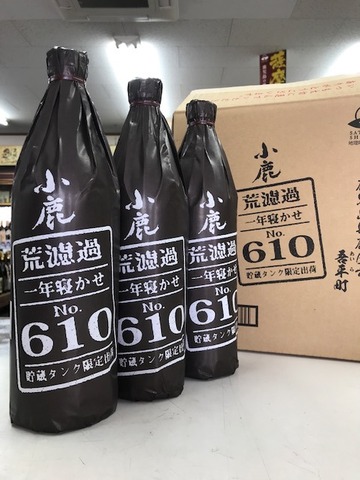 小鹿
荒濾過
一年寝かせ
No.
610
貯蔵タンク限定出荷
小鹿
荒濾過
一年寝かせ
No.
610
貯蔵タンク限定出荷
小鹿
荒濾過
一年寝かせ
No.
610
貯蔵タンク限定出荷
小鹿
荒濾過
一年寝かせ
No.
610
貯蔵タンク限定出荷
吾平町